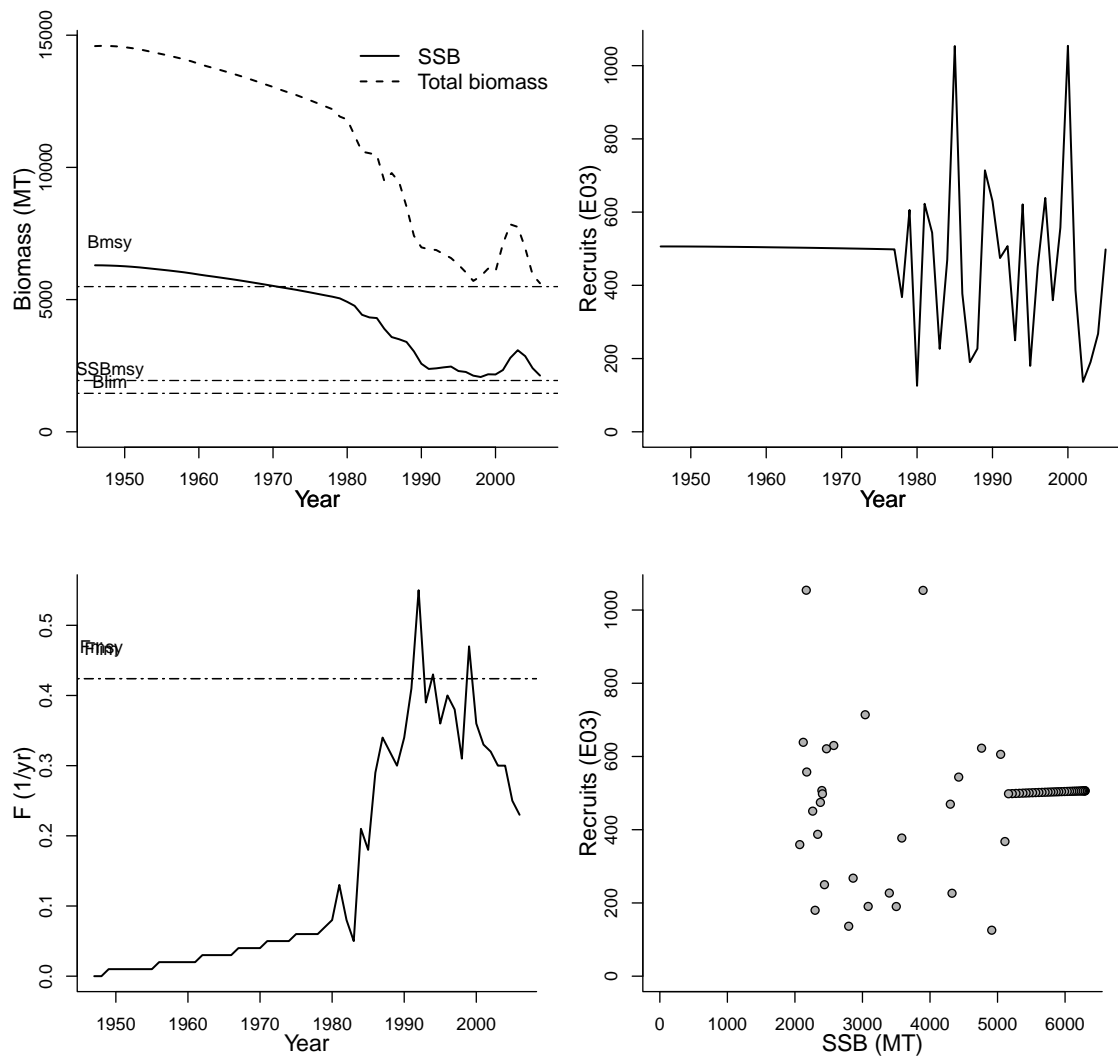 15000
10000
5000
0
Biomass (MT)
SSB
Total biomass
Bmsy
SSBmsy
Blim
1950 1960 1970 1980 1990 2000
Year
1000
800
600
400
200
0
Recruits (E03)
1950 1960 1970 1980 1990 2000
Year
0.5
0.4
0.3
0.2
0.1
0.0
F (1/yr)
Fmsy
Flim
1950 1960 1970 1980 1990 2000
Year
1000
800
600
400
200
0
Recruits (E03)
0 1000 2000 3000 4000 5000 6000
SSB (MT)